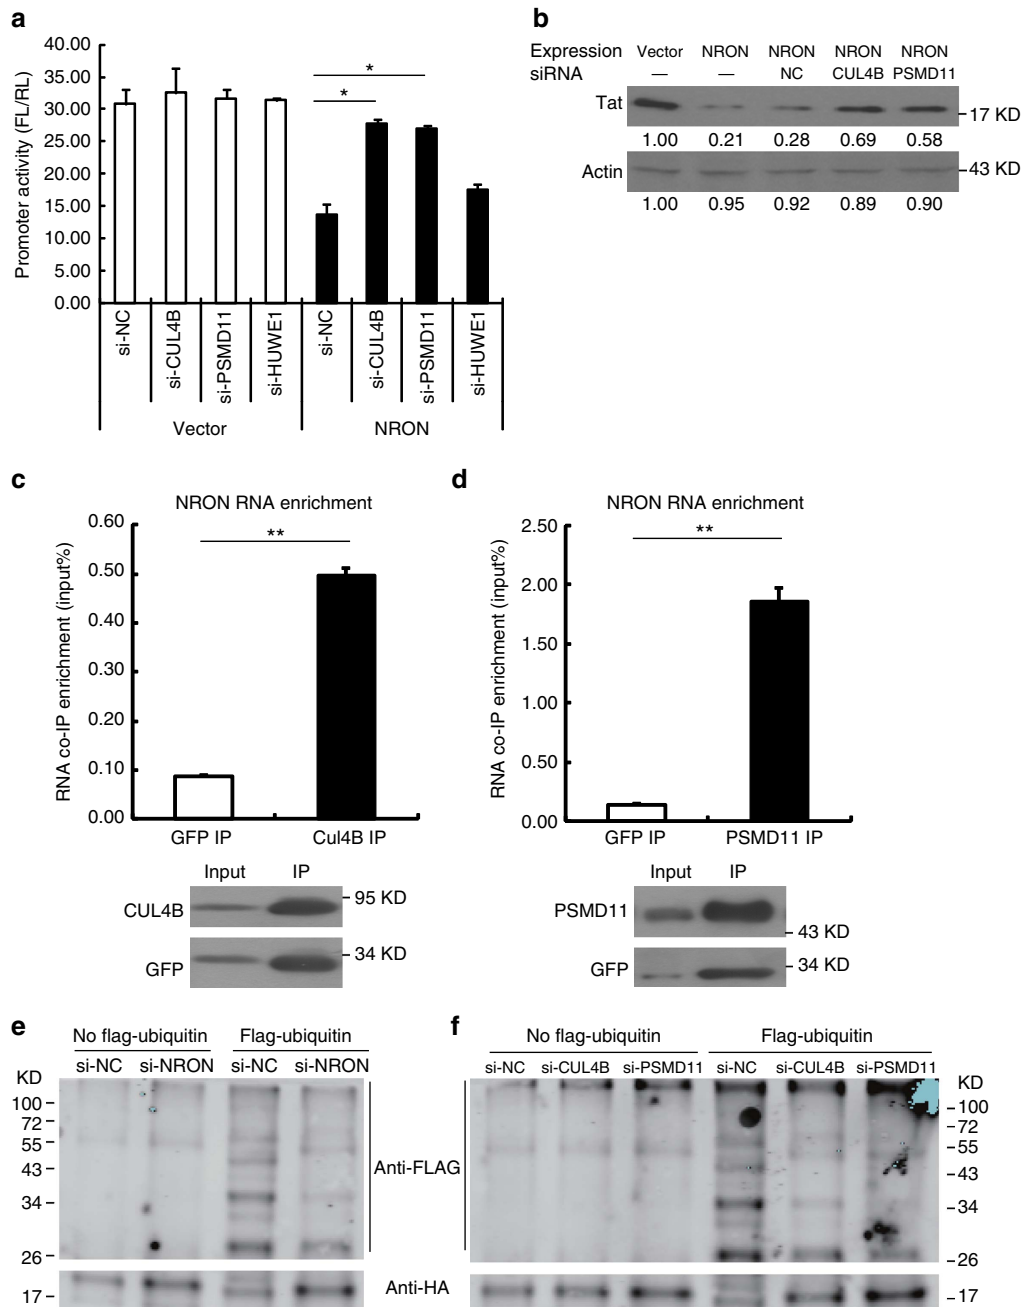 a
Promoter activity (FL/RL)
40.00
35.00
30.00
25.00
20.00
15.00
10.00
5.00
0.00
*
*
si-NC
si-CUL4B
si-PSMD11
si-HUWE1
si-NC
si-CUL4B
si-PSMD11
si-HUWE1
Vector
NRON
b
Expression Vector NRON NRON NRON NRON
siRNA — — NC CUL4B PSMD11
Tat
17 KD
1.00 0.21 0.28 0.69 0.58
Actin
43 KD
1.00 0.95 0.92 0.89 0.90
c
NRON RNA enrichment
RNA co-IP enrichment (input%)
0.60
0.50
0.40
0.30
0.20
0.10
0.00
**
GFP IP Cul4B IP
Input IP
CUL4B
95 KD
GFP
34 KD
d
NRON RNA enrichment
RNA co-IP enrichment (input%)
2.50
2.00
1.50
1.00
0.50
0.00
**
GFP IP PSMD11 IP
Input IP
PSMD11
43 KD
GFP
34 KD
e
No flag-ubiquitin Flag-ubiquitin
si-NC si-NRON si-NC si-NRON
KD
100
72
55
43
34
26
17
Anti-FLAG
Anti-HA
f
No flag-ubiquitin Flag-ubiquitin
si-NC si-CUL4B si-PSMD11 si-NC si-CUL4B si-PSMD11
KD
100
72
55
43
34
26
17